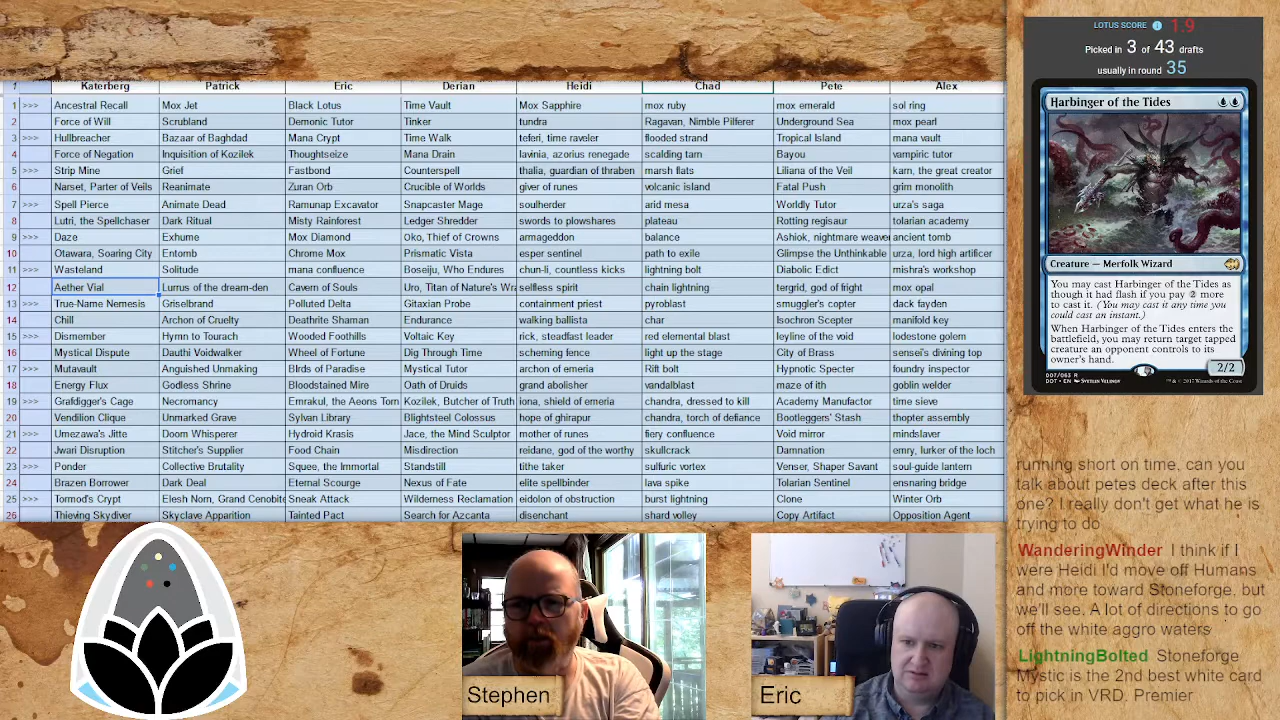 1 Katerberg Patrick Eric Derian Heidi Chad Pete Alex
1 >>> Ancestral Recall Mox Jet Black Lotus Time Vault Mox Sapphire mox ruby mox emerald sol ring
2 Force of Will Scrubland Demonic Tutor Tinker tundra Ragavan, Nimble Pilferer Underground Sea mox pearl
3 >>> Hullbreacher Bazaar of Baghdad Mana Crypt Time Walk teferi, time raveler flooded strand Tropical Island mana vault
4 Force of Negation Inquisition of Kozilek Thoughtseize Mana Drain lavinia, azorius renegade scalding tarn Bayou vampiric tutor
5 >>> Strip Mine Grief Fastbond Counterspell thalia, guardian of thraben marsh flats Liliana of the Veil karn, the great creator
6 Narset, Parter of Veils Reanimate Zuran Orb Crucible of Worlds giver of runes volcanic island Fatal Push grim monolith
7 >>> Spell Pierce Animate Dead Ramunap Excavator Snapcaster Mage soulherder arid mesa Worldly Tutor urza's saga
8 Lutri, the Spellchaser Dark Ritual Misty Rainforest Ledger Shredder swords to plowshares plateau Rotting regisaur tolarian academy
9 >>> Daze Exhume Mox Diamond Oko, Thief of Crowns armageddon balance Ashiok, nightmare weaver ancient tomb
10 Otawara, Soaring City Entomb Chrome Mox Prismatic Vista esper sentinel path to exile Glimpse the Unthinkable urza, lord high artificer
11 >>> Wasteland Solitude mana confluence Boseiju, Who Endures chun-li, countless kicks lightning bolt Diabolic Edict mishra's workshop
12 Aether Vial Lurrus of the dream-den Cavern of Souls Uro, Titan of Nature's Wra selfless spirit chain lightning tergrid, god of fright mox opal
13 >>> True-Name Nemesis Griselbrand Polluted Delta Gitaxian Probe containment priest pyroblast smuggler's copter dack fayden
14 Chill Archon of Cruelty Deathrite Shaman Endurance walking ballista char Isochron Scepter manifold key
15 >>> Dismember Hymn to Tourach Wooded Foothills Voltaic Key rick, steadfast leader red elemental blast leyline of the void lodestone golem
16 Mystical Dispute Dauthi Voidwalker Wheel of Fortune Dig Through Time scheming fence light up the stage City of Brass sensei's divining top
17 >>> Mutavault Anguished Unmaking BIrds of Paradise Mystical Tutor archon of emeria Rift bolt Hypnotic Specter foundry inspector
18 Energy Flux Godless Shrine Bloodstained Mire Oath of Druids grand abolisher vandalblast maze of ith goblin welder
19 >>> Grafdigger's Cage Necromancy Emrakul, the Aeons Torn Kozilek, Butcher of Truth iona, shield of emeria chandra, dressed to kill Academy Manufactor time sieve
20 Vendilion Clique Unmarked Grave Sylvan Library Blightsteel Colossus hope of ghirapur chandra, torch of defiance Bootleggers' Stash thopter assembly
21 >>> Umezawa's Jitte Doom Whisperer Hydroid Krasis Jace, the Mind Sculptor mother of runes fiery confluence Void mirror mindslaver
22 Jwari Disruption Stitcher's Supplier Food Chain Misdirection reidane, god of the worthy skullcrack Damnation emry, lurker of the loch
23 >>> Ponder Collective Brutality Squee, the Immortal Standstill tithe taker sulfuric vortex Venser, Shaper Savant soul-guide lantern
24 Brazen Borrower Dark Deal Eternal Scourge Nexus of Fate elite spellbinder lava spike Tolarian Sentinel ensnaring bridge
25 >>> Tormod's Crypt Elesh Norn, Grand Cenobite Sneak Attack Wilderness Reclamation eidolon of obstruction burst lightning Clone Winter Orb
26 Thieving Skydiver Skyclave Apparition Tainted Pact Search for Azcanta disenchant shard volley Copy Artifact Opposition Agent
LOTUS SCORE 1.9
Picked in 3 of 43 drafts
usually in round 35
Harbinger of the Tides
Creature — Merfolk Wizard
You may cast Harbinger of the Tides as
though it had flash if you pay 2 more
to cast it. (You may cast it any time you
could cast an instant.)
When Harbinger of the Tides enters the
battlefield, you may return target tapped
creature an opponent controls to its
owner's hand.
2/2
running short on time, can you
talk about petes deck after this
one? I really don't get what he is
trying to do
WanderingWinder I think if I
were Heidi I'd move off Humans
and more toward Stoneforge, but
we'll see. A lot of directions to go
off the white aggro waters
LightningBolted Stoneforge
Mystic is the 2nd best white card
to pick in VRD. Premier
Stephen
Eric